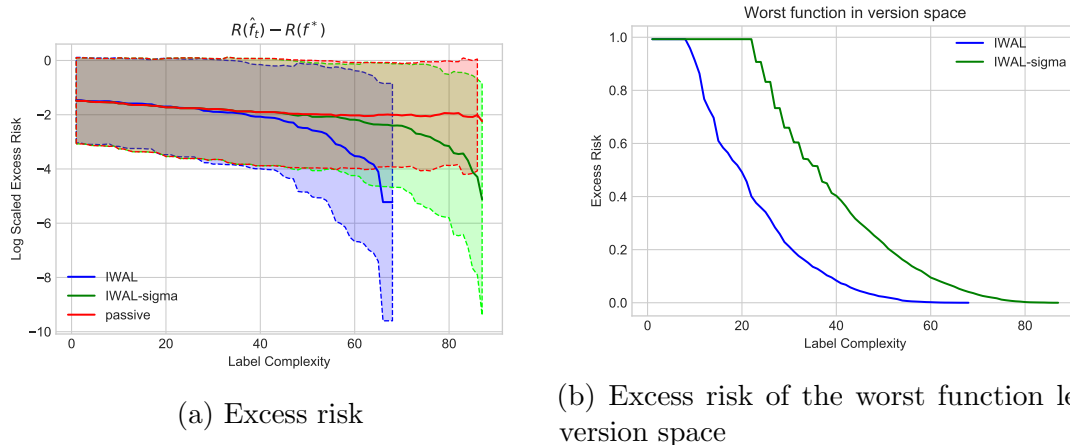 R(f̂ₜ) − R(f*)
0
−2
−4
−6
−8
−10
Log Scaled Excess Risk
IWAL
IWAL-sigma
passive
0
20
40
60
80
Label Complexity
(a) Excess risk
Worst function in version space
1.0
0.8
0.6
0.4
0.2
0.0
Excess Risk
IWAL
IWAL-sigma
0
20
40
60
80
Label Complexity
(b) Excess risk of the worst function
version space